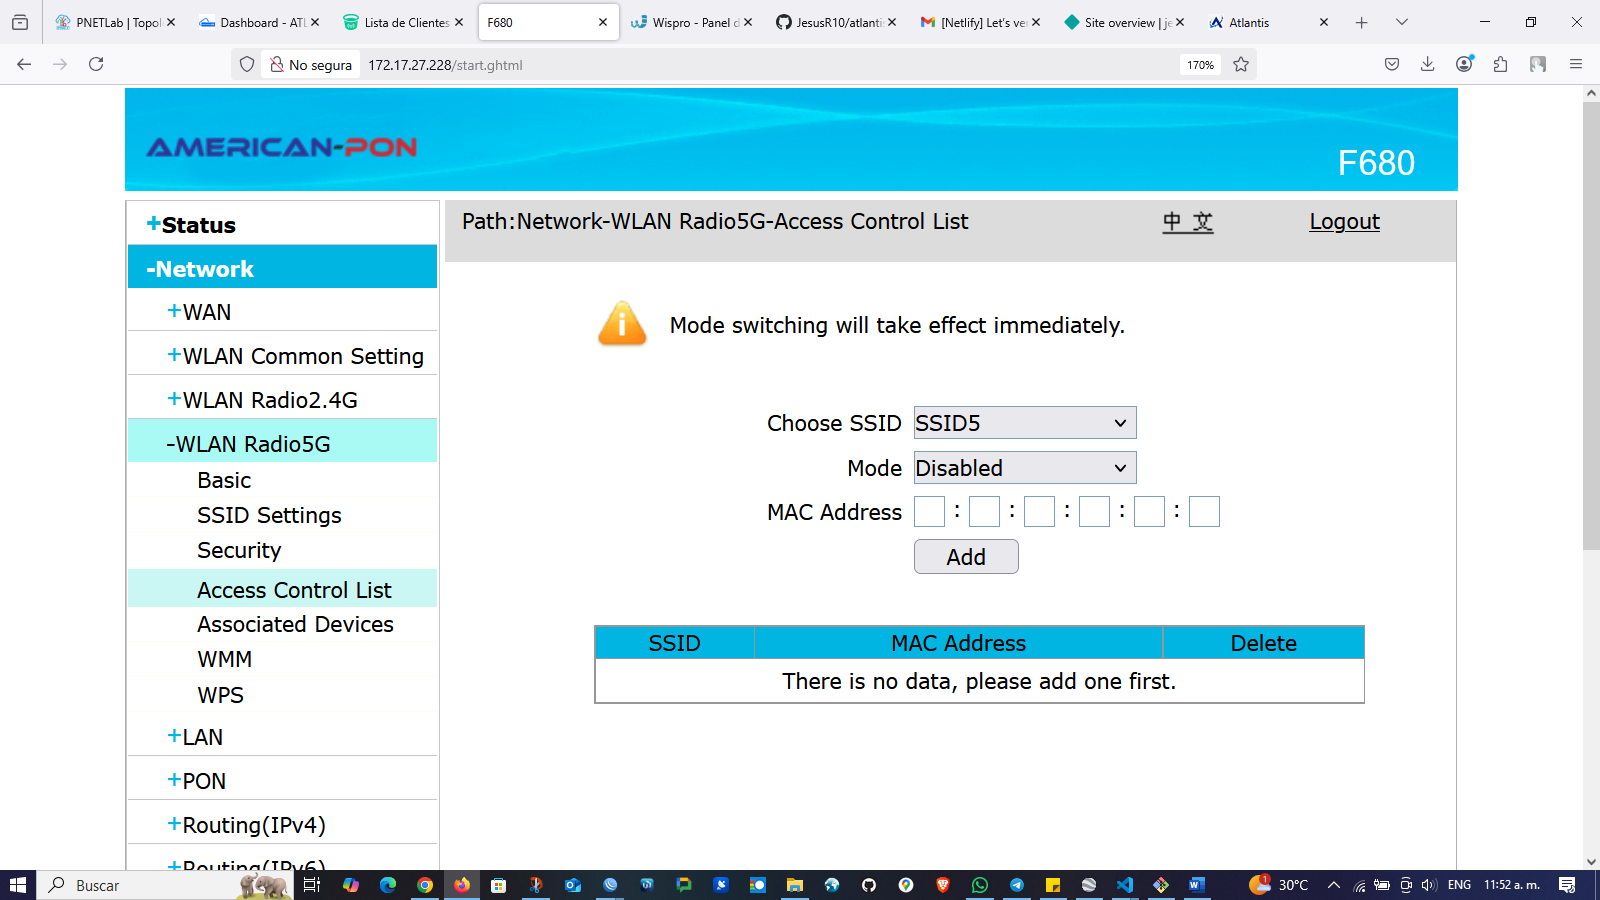 PNETLab | Topol
Dashboard - ATL
Lista de Clientes
F680
Wispro - Panel d
JesusR10/atlanti
[Netlify] Let's ve
Site overview | je
Atlantis
No segura
172.17.27.228/start.ghtml
170%
AMERICAN-PON
F680
+Status
-Network
+WAN
+WLAN Common Setting
+WLAN Radio2.4G
-WLAN Radio5G
Basic
SSID Settings
Security
Access Control List
Associated Devices
WMM
WPS
+LAN
+PON
+Routing(IPv4)
+Routing(IPv6)
Path:Network-WLAN Radio5G-Access Control List
中 文
Logout
Mode switching will take effect immediately.
Choose SSID SSID5
Mode Disabled
MAC Address : : : : :
Add
SSID MAC Address Delete
There is no data, please add one first.
Buscar
1
30°C
ENG
11:52 a. m.